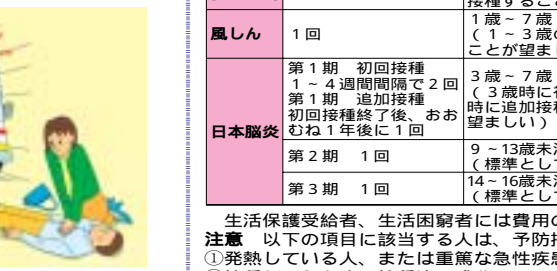 接種すること
風しん
1回
1歳~7歳
(1~3歳の
ことが望まし
日本脳炎
第1期 初回接種
1~4週間間隔で2回
第1期 追加接種
初回接種終了後、おお
むね1年後に1回
3歳~7歳
(3歳時に初
時に追加接種
望ましい)
第2期 1回
9~13歳未満
(標準として
第3期 1回
14~16歳未満
(標準として
生活保護受給者、生活困窮者には費用の
注意 以下の項目に該当する人は、予防接
①発熱している人、または重篤な急性疾患